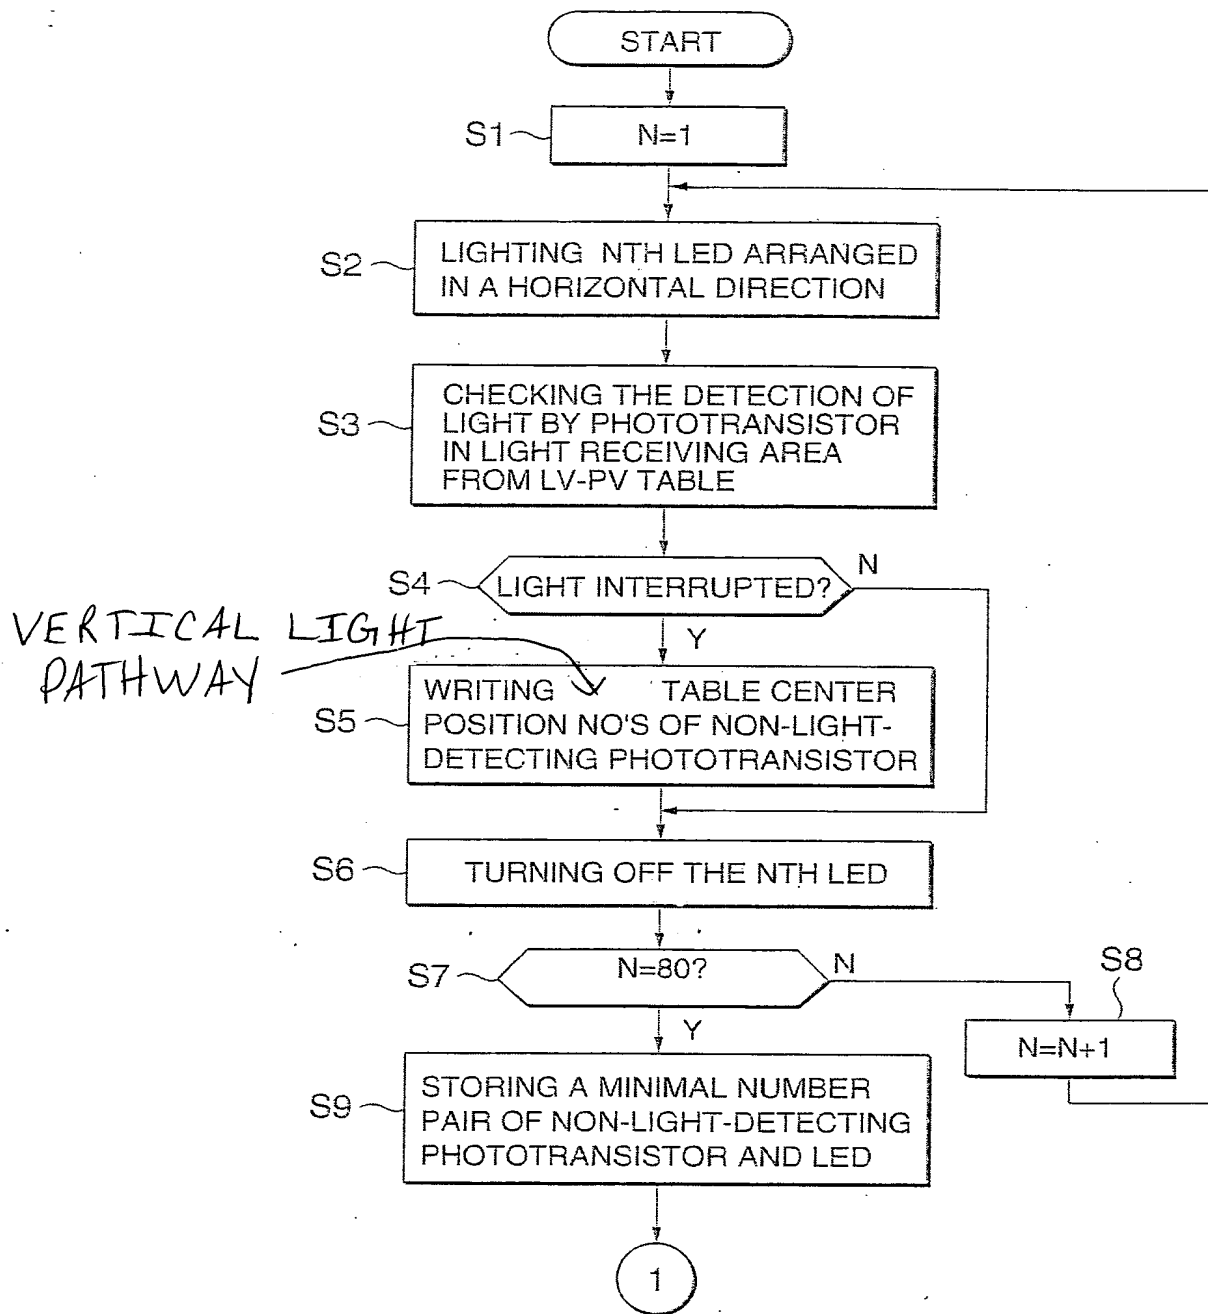 START
S1
N=1
S2
LIGHTING NTH LED ARRANGED
IN A HORIZONTAL DIRECTION
S3
CHECKING THE DETECTION OF
LIGHT BY PHOTOTRANSISTOR
IN LIGHT RECEIVING AREA
FROM LV-PV TABLE
S4
LIGHT INTERRUPTED?
N
Y
VERTICAL LIGHT
PATHWAY
S5
WRITING TABLE CENTER
POSITION NO'S OF NON-LIGHT-
DETECTING PHOTOTRANSISTOR
S6
TURNING OFF THE NTH LED
S7
N=80?
N
Y
S8
N=N+1
S9
STORING A MINIMAL NUMBER
PAIR OF NON-LIGHT-DETECTING
PHOTOTRANSISTOR AND LED
1